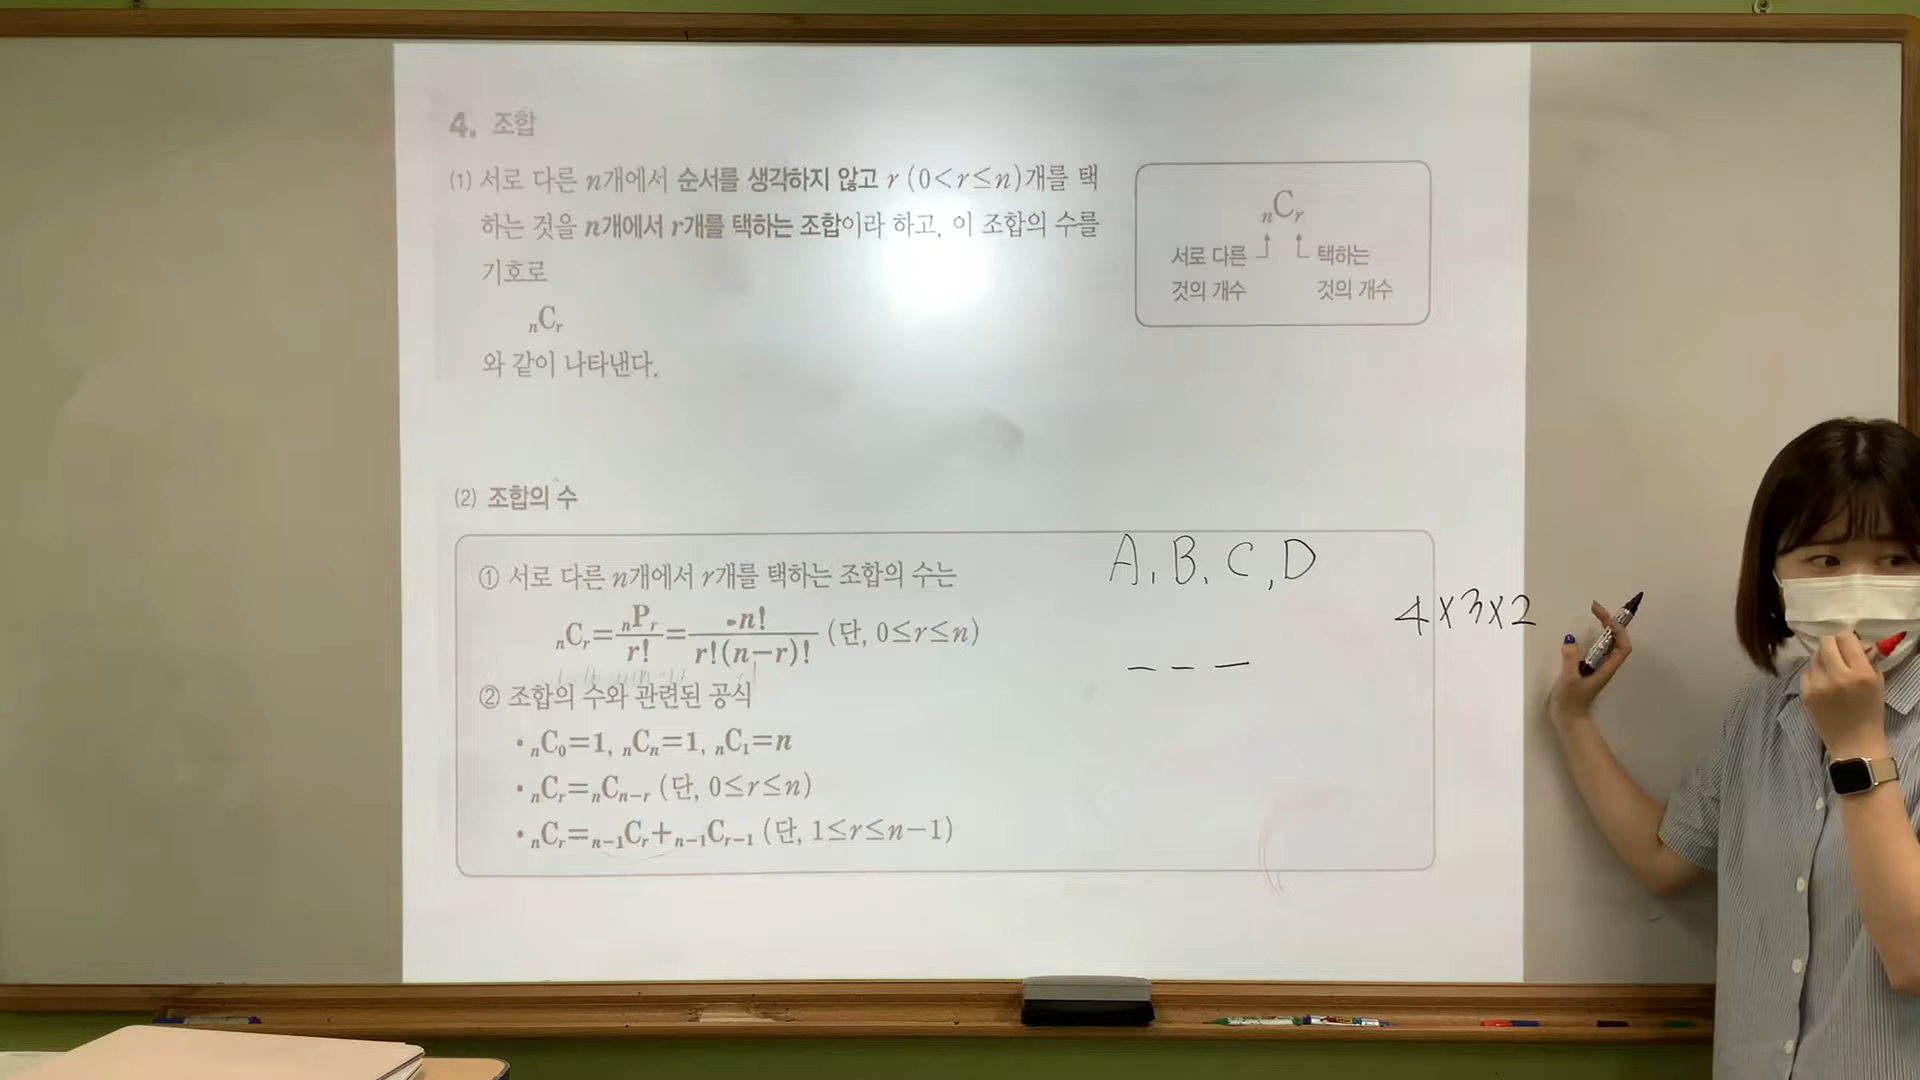 4. 조합
(1) 서로 다른 n개에서 순서를 생각하지 않고 r (0<r≤n)개를 택
하는 것을 n개에서 r개를 택하는 조합이라 하고, 이 조합의 수를
기호로
nCr
와 같이 나타낸다.
nCr
서로 다른 택하는
것의 개수 것의 개수
(2) 조합의 수
① 서로 다른 n개에서 r개를 택하는 조합의 수는
nCr=nPr/r!=n!/r!(n-r)! (단, 0≤r≤n)
② 조합의 수와 관련된 공식
• nC0=1, nCn=1, nC1=n
• nCr=nCn-r (단, 0≤r≤n)
• nCr=n-1Cr+n-1Cr-1 (단, 1≤r≤n-1)
A, B, C, D
4×3×2